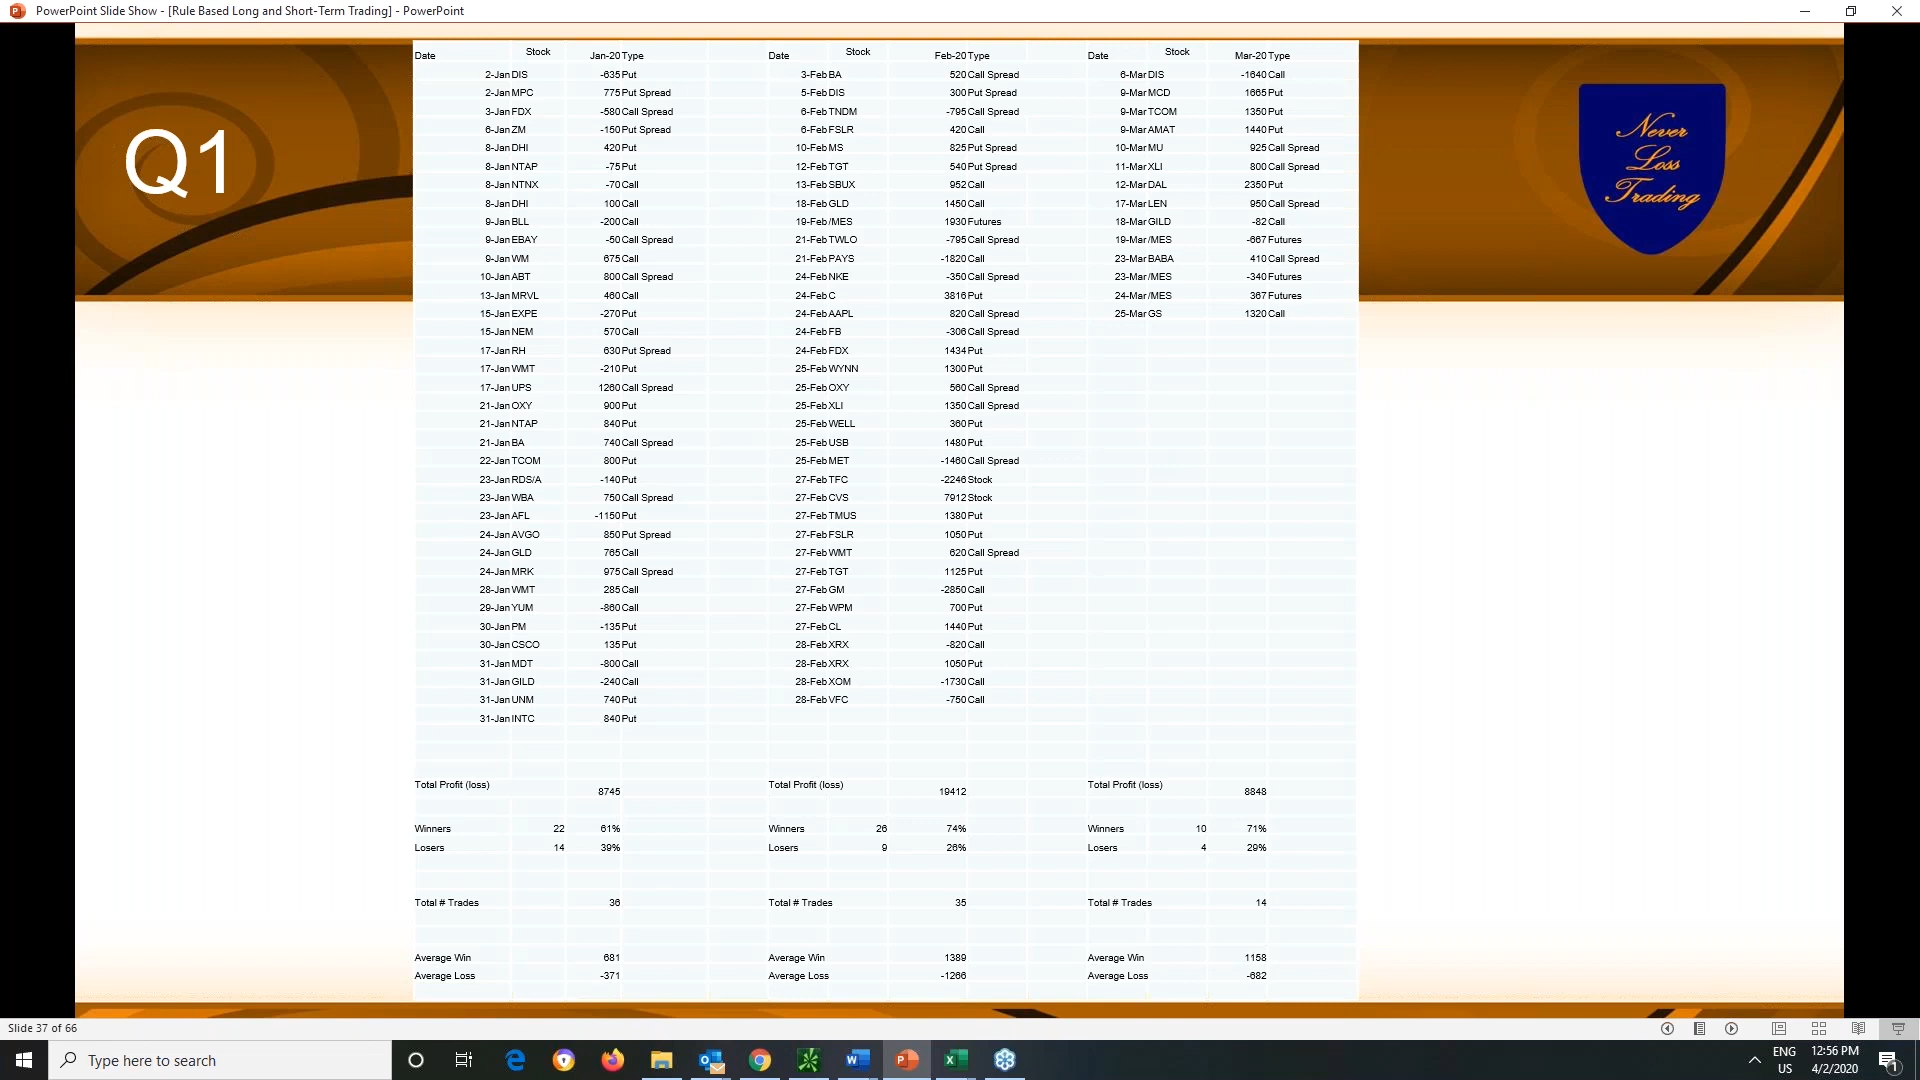 PowerPoint Slide Show - [Rule Based Long and Short-Term Trading] - PowerPoint
Q1
Never
Loss
Trading
Date Stock Jan-20 Type Date Stock Feb-20 Type Date Stock Mar-20 Type
2-Jan DIS -635 Put 3-Feb BA 520 Call Spread 6-Mar DIS -1640 Call
2-Jan MPC 775 Put Spread 5-Feb DIS 300 Put Spread 9-Mar MCD 1665 Put
3-Jan FDX -580 Call Spread 6-Feb TNDM -795 Call Spread 9-Mar TCOM 1350 Put
6-Jan ZM -150 Put Spread 6-Feb FSLR 420 Call 9-Mar AMAT 1440 Put
8-Jan DHI 420 Put 10-Feb MS 825 Put Spread 10-Mar MU 925 Call Spread
8-Jan NTAP -75 Put 12-Feb TGT 540 Put Spread 11-Mar XLI 800 Call Spread
8-Jan NTNX -70 Call 13-Feb SBUX 952 Call 12-Mar DAL 2350 Put
8-Jan DHI 100 Call 18-Feb GLD 1450 Call 17-Mar LEN 950 Call Spread
9-Jan BLL -200 Call 19-Feb /MES 1930 Futures 18-Mar GILD -82 Call
9-Jan EBAY -50 Call Spread 21-Feb TWLO -795 Call Spread 19-Mar /MES -667 Futures
9-Jan WM 675 Call 21-Feb PAYS -1820 Call 23-Mar BABA 410 Call Spread
10-Jan ABT 800 Call Spread 24-Feb NKE -350 Call Spread 23-Mar /MES -340 Futures
13-Jan MRVL 460 Call 24-Feb C 3816 Put 24-Mar /MES 367 Futures
15-Jan EXPE -270 Put 24-Feb AAPL 820 Call Spread 25-Mar GS 1320 Call
15-Jan NEM 570 Call 24-Feb FB -306 Call Spread
17-Jan RH 630 Put Spread 24-Feb FDX 1434 Put
17-Jan WMT -210 Put 25-Feb WYNN 1300 Put
17-Jan UPS 1260 Call Spread 25-Feb OXY 560 Call Spread
21-Jan OXY 900 Put 25-Feb XLI 1350 Call Spread
21-Jan NTAP 840 Put 25-Feb WELL 360 Put
21-Jan BA 740 Call Spread 25-Feb USB 1480 Put
22-Jan TCOM 800 Put 25-Feb MET -1460 Call Spread
23-Jan RDS/A -140 Put 27-Feb TFC -2246 Stock
23-Jan WBA 750 Call Spread 27-Feb CVS 7912 Stock
23-Jan AFL -1150 Put 27-Feb TMUS 1380 Put
24-Jan AVGO 850 Put Spread 27-Feb FSLR 1050 Put
24-Jan GLD 765 Call 27-Feb WMT 620 Call Spread
24-Jan MRK 975 Call Spread 27-Feb TGT 1125 Put
28-Jan WMT 285 Call 27-Feb GM -2850 Call
29-Jan YUM -860 Call 27-Feb WPM 700 Put
30-Jan PM -135 Put 27-Feb CL 1440 Put
30-Jan CSCO 135 Put 28-Feb XRX -820 Call
31-Jan MDT -800 Call 28-Feb XRX 1050 Put
31-Jan GILD -240 Call 28-Feb XOM -1730 Call
31-Jan UNM 740 Put 28-Feb VFC -750 Call
31-Jan INTC 840 Put
Total Profit (loss) 8745 Total Profit (loss) 19412 Total Profit (loss) 8848
Winners 22 61% Winners 26 74% Winners 10 71%
Losers 14 39% Losers 9 26% Losers 4 29%
Total # Trades 36 Total # Trades 35 Total # Trades 14
Average Win 681 Average Win 1389 Average Win 1158
Average Loss -371 Average Loss -1266 Average Loss -682
Slide 37 of 66
Type here to search
ENG
US
12:56 PM
4/2/2020
1